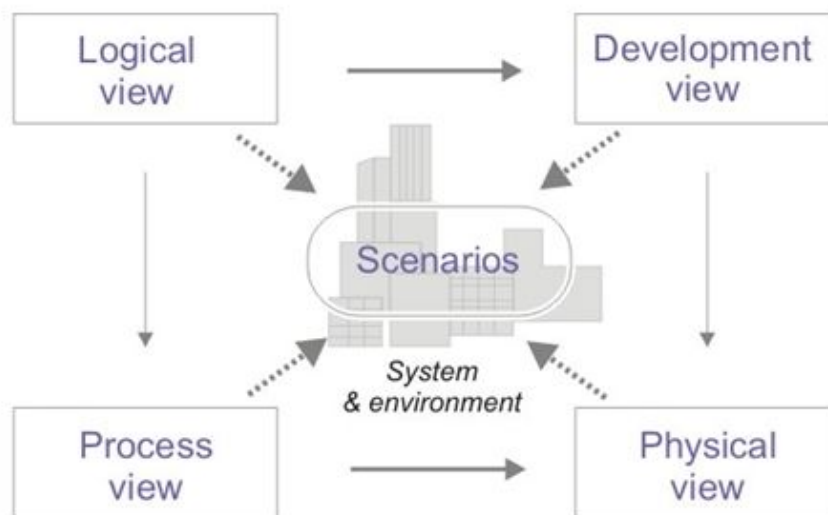 Logical
view
Development
view
Scenarios
System
& environment
Process
view
Physical
view